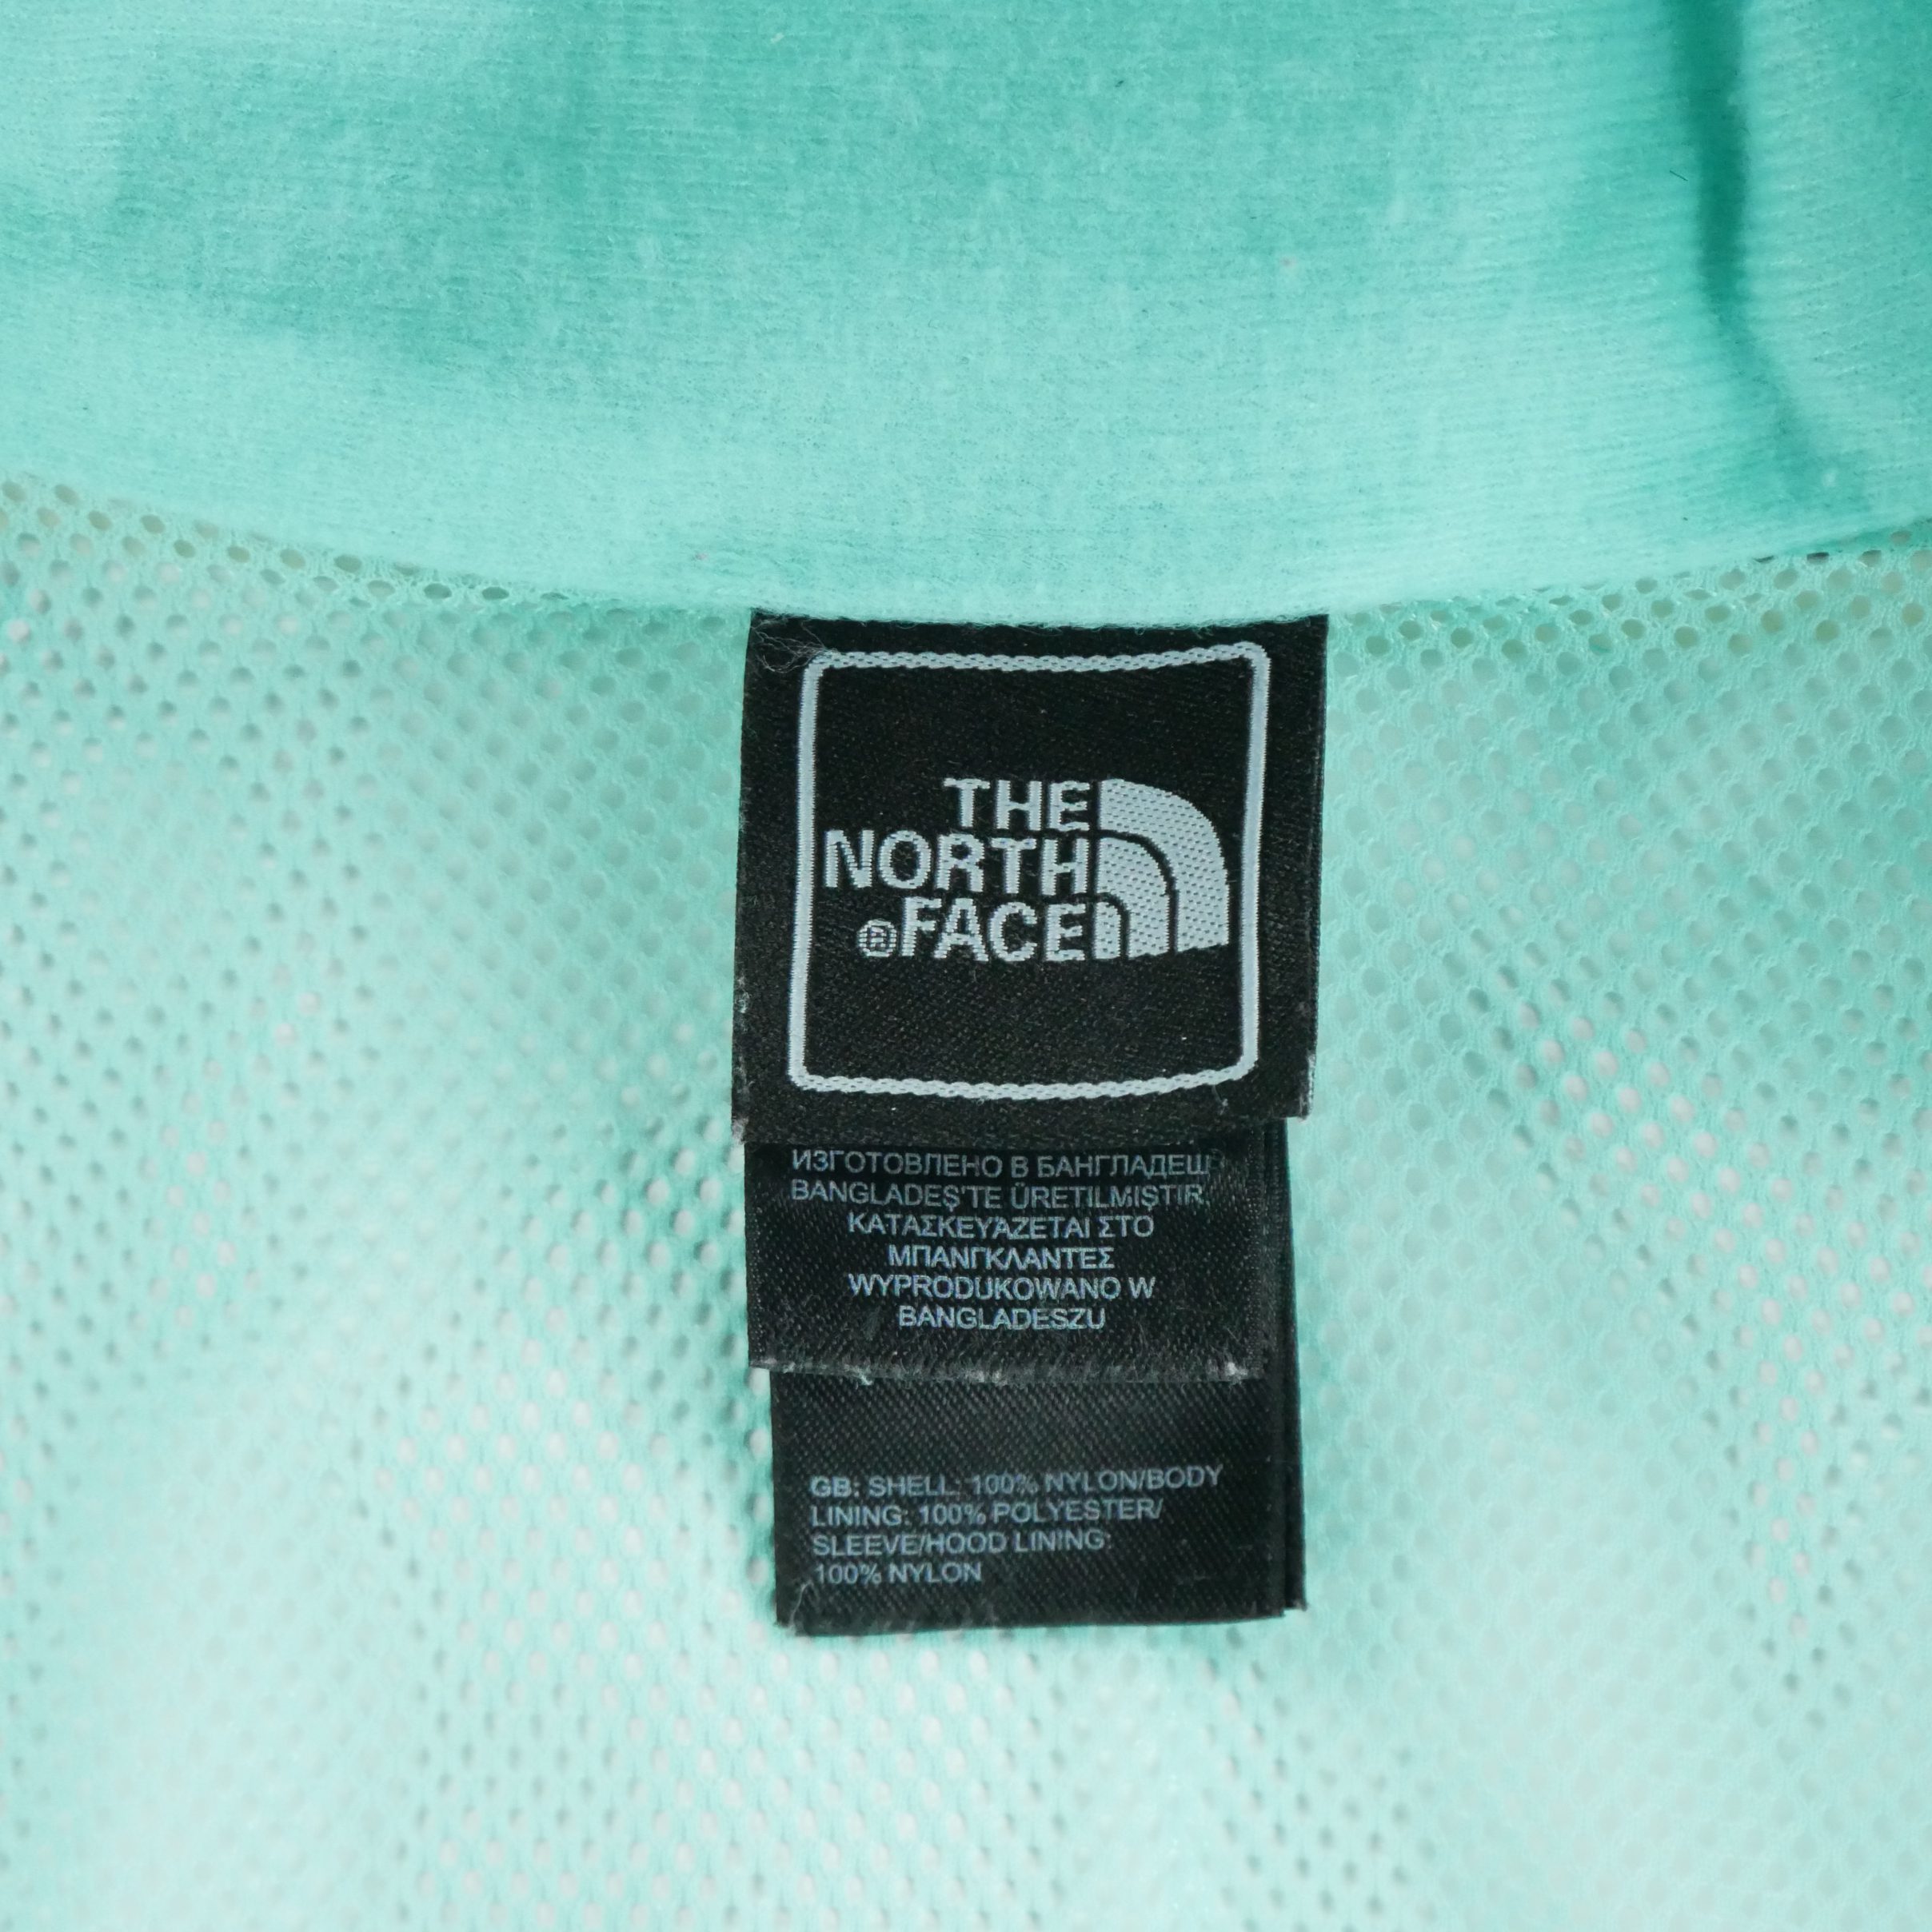 THE
NORTH
®FACE
ИЗГОТОВЛЕНО В БАНГЛАДЕШ
BANGLADEŞ'TE ÜRETILMIŞTIR.
ΚΑΤΑΣΚΕΥΑΖΕΤΑΙ ΣΤΟ
ΜΠΑΝΓΚΛΑΝΤΕΣ
WYPRODUKOWANO W
BANGLADESZU
GB: SHELL: 100% NYLON/BODY
LINING: 100% POLYESTER/
SLEEVE/HOOD LINING:
100% NYLON